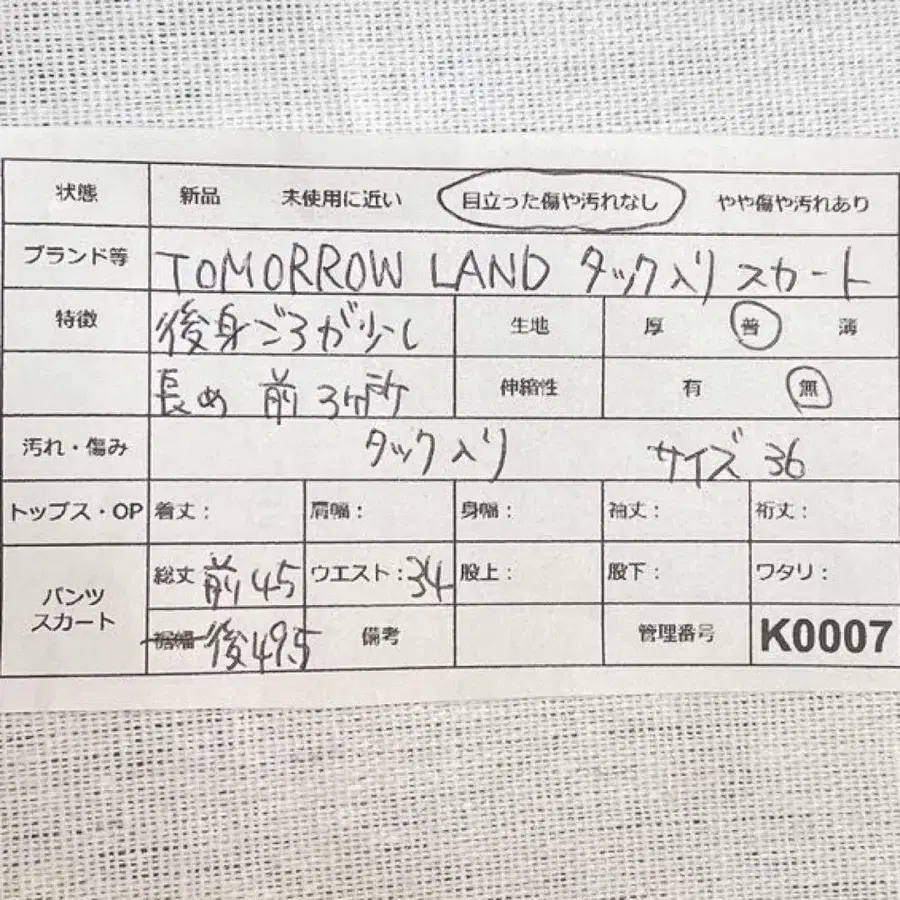 状態 新品 未使用に近い 目立った傷や汚れなし やや傷や汚れあり
ブランド等 TOMORROW LAND タック入り スカート
特徴 後身ごろが少し 生地 厚 普 薄
長め 前 3ヶ所 伸縮性 有 無
汚れ・傷み タック入り サイズ 36
トップス・OP 着丈: 肩幅: 身幅: 袖丈: 裄丈:
パンツ スカート 総丈 前45 ウエスト:34 股上: 股下: ワタリ:
裾幅 後49.5 備考 管理番号 K0007